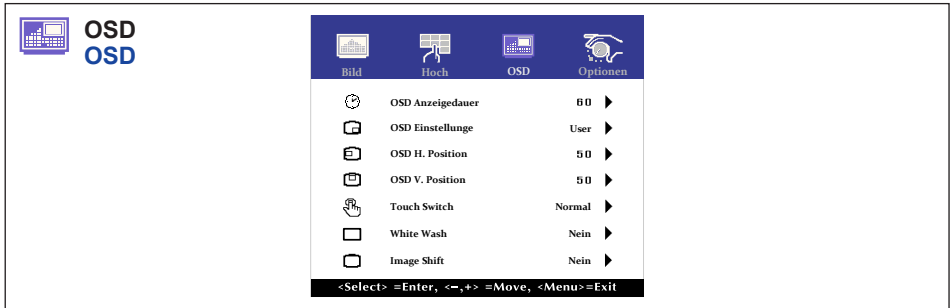 OSD
OSD
Bild Hoch OSD Optionen
OSD Anzeigedauer 60
OSD Einstellunge User
OSD H. Position 50
OSD V. Position 50
Touch Switch Normal
White Wash Nein
Image Shift Nein
<Select> =Enter, <−,+> =Move, <Menu>=Exit